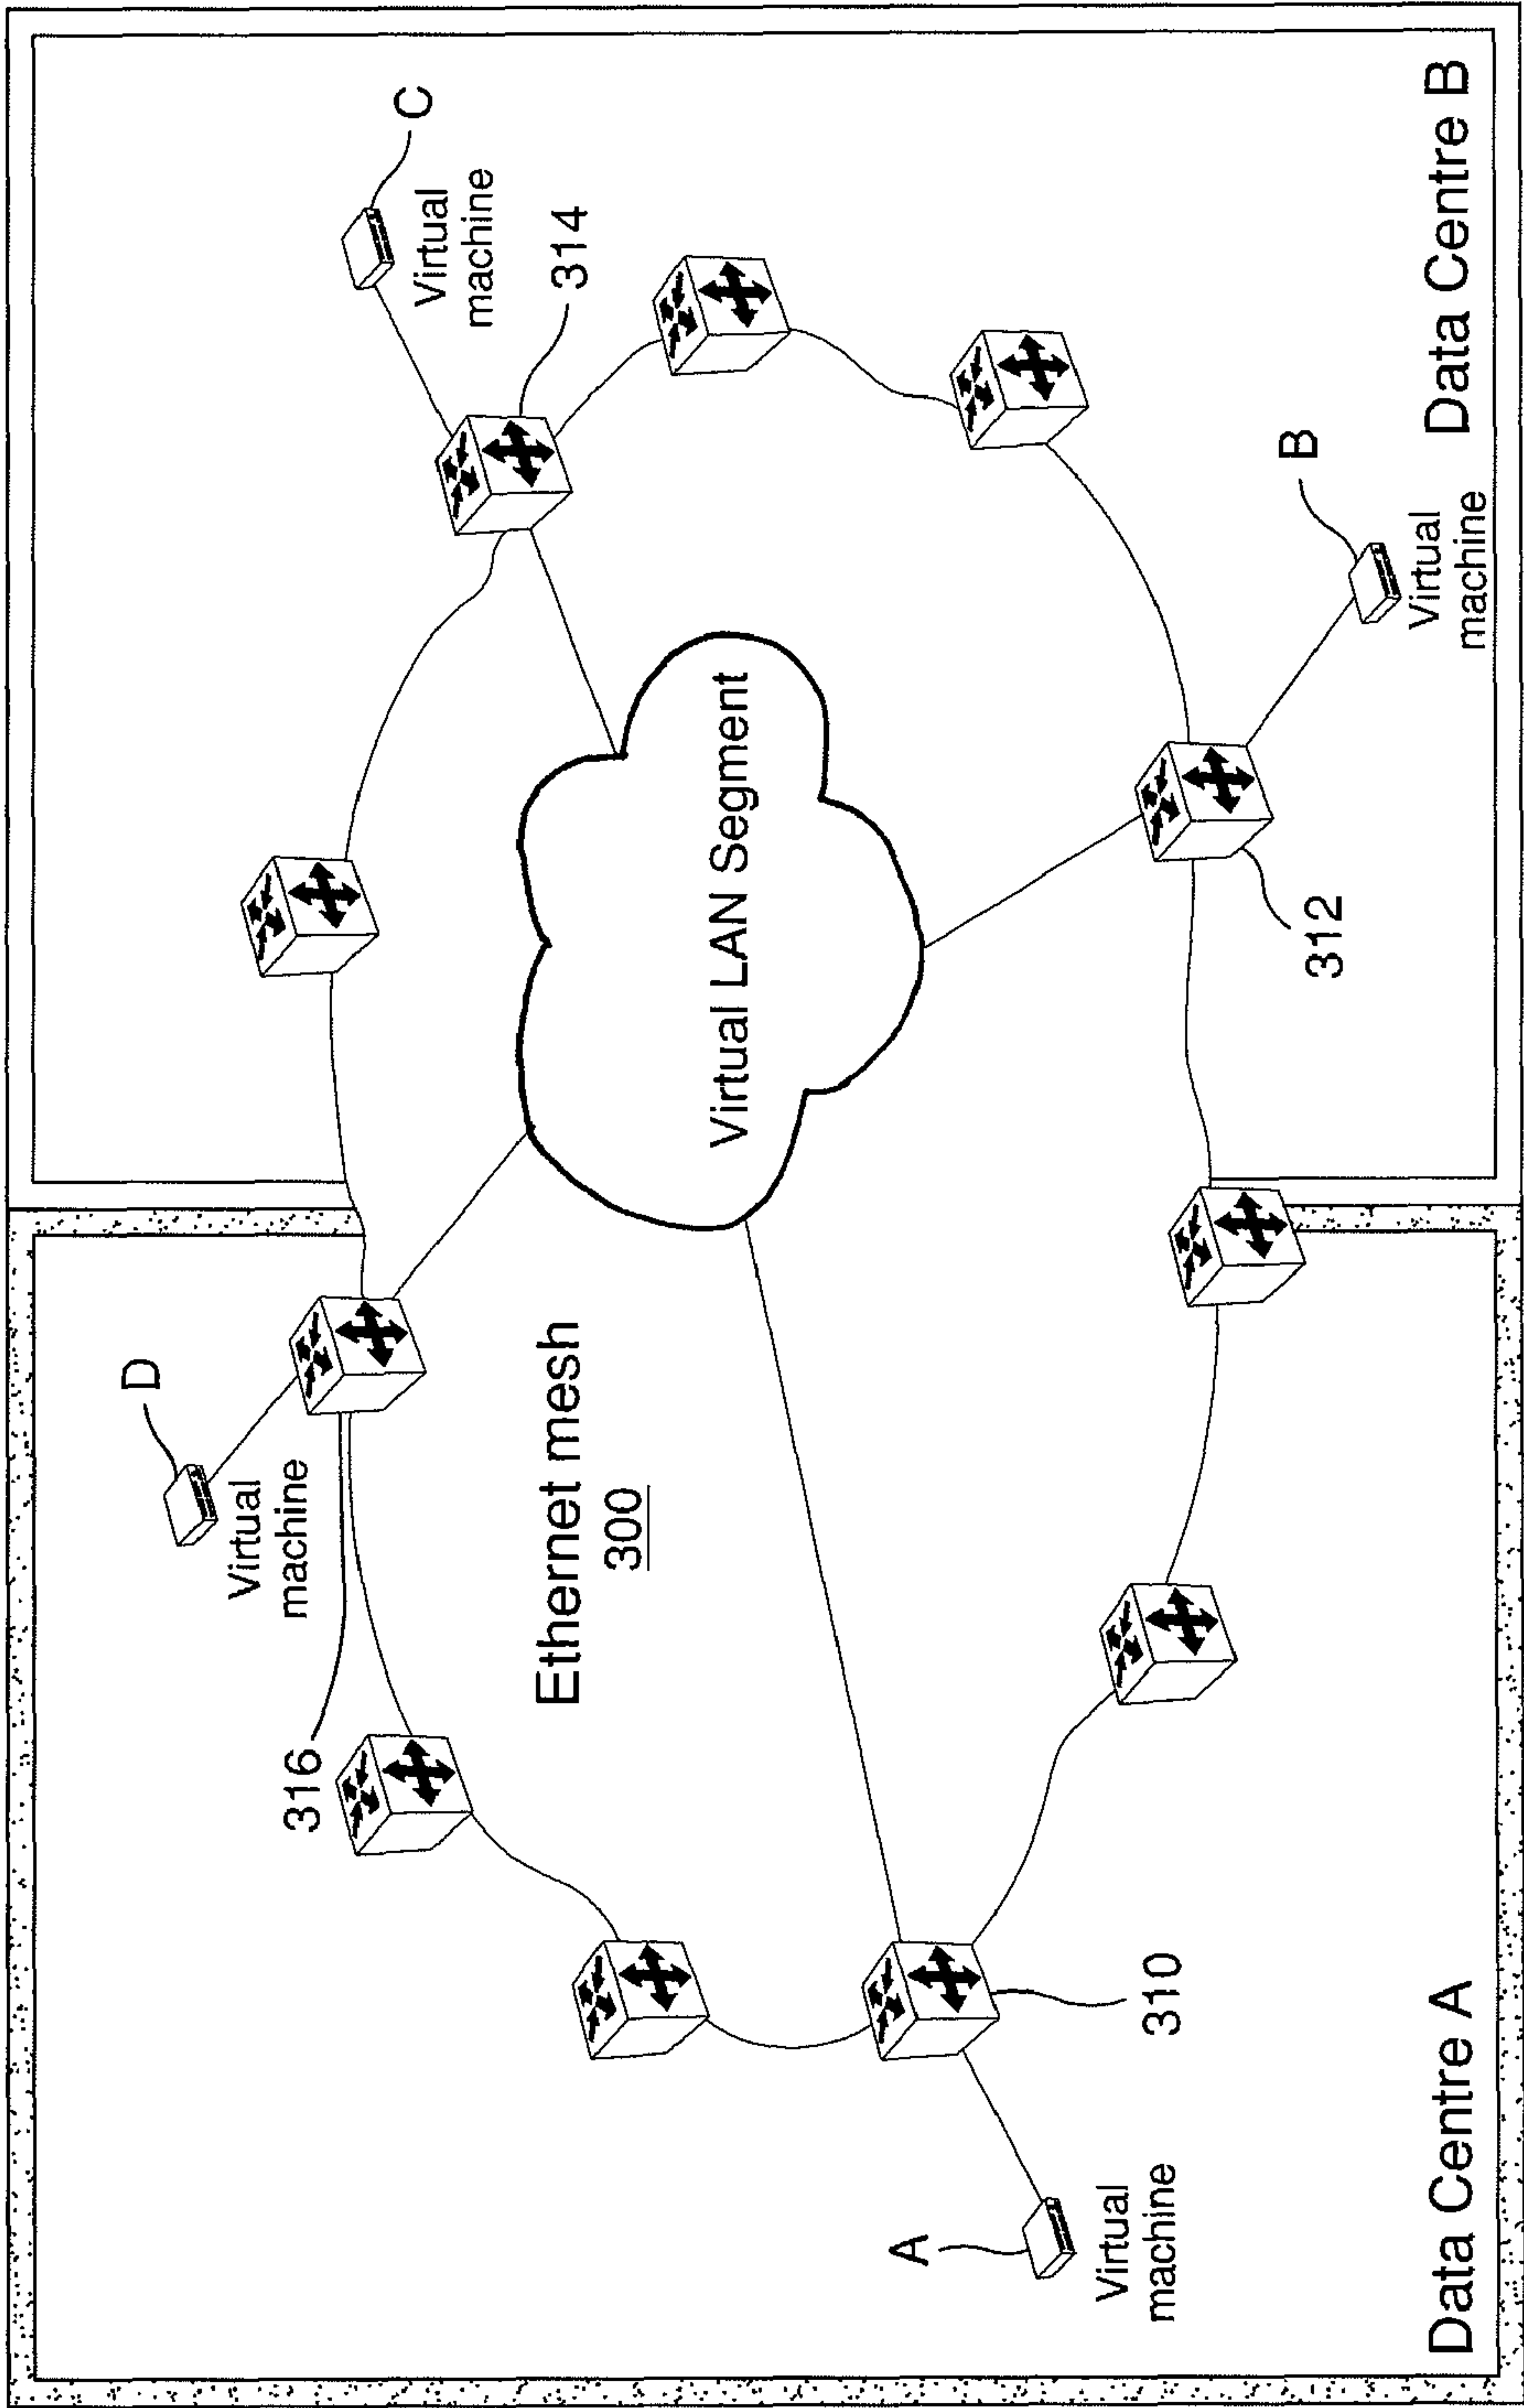 D
Virtual
machine
316
C
Virtual
machine
314
Ethernet mesh
300
Virtual LAN Segment
A
Virtual
machine
310
312
B
Virtual
machine
Data Centre A
Data Centre B